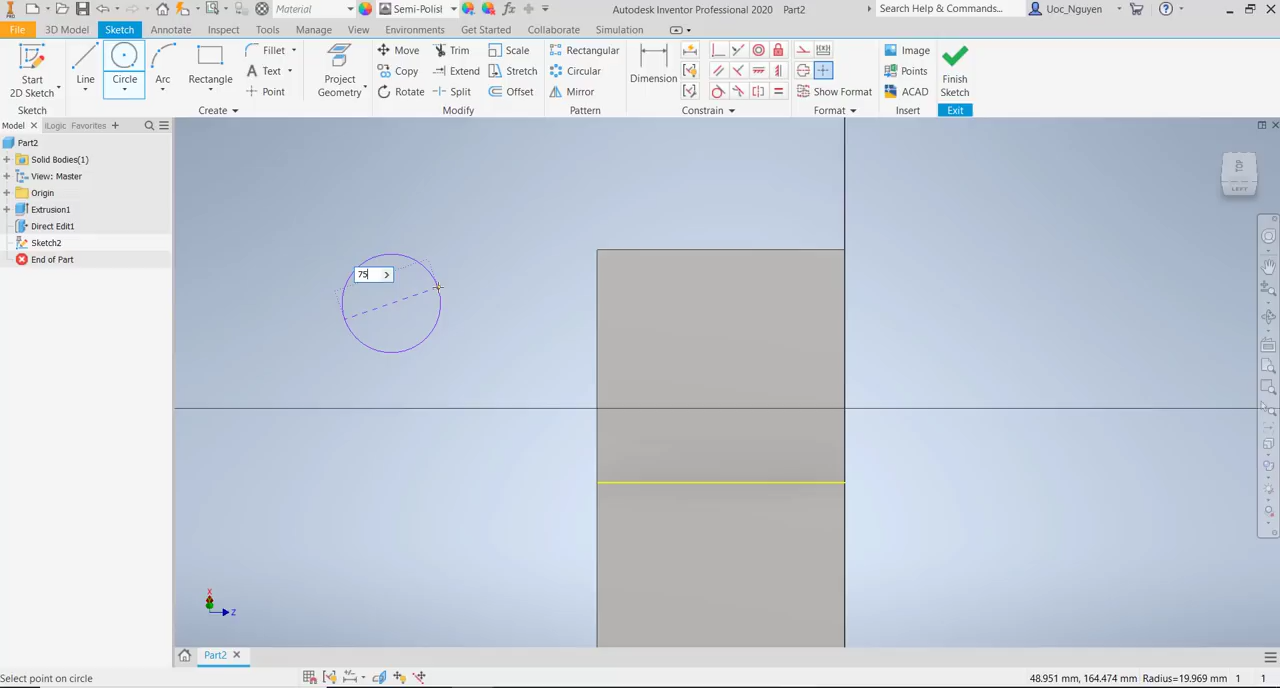 Material
Semi-Polisl
fx
Autodesk Inventor Professional 2020 Part2
Search Help & Commands...
Uoc_Nguyen
File
3D Model
Sketch
Annotate
Inspect
Tools
Manage
View
Environments
Get Started
Collaborate
Simulation
Start
2D Sketch
Line
Circle
Arc
Rectangle
Fillet
Text
Point
Project
Geometry
Move
Copy
Rotate
Trim
Extend
Split
Scale
Stretch
Offset
Rectangular
Circular
Mirror
Dimension
Show Format
Image
Points
ACAD
Finish
Sketch
Sketch
Create
Modify
Pattern
Constrain
Format
Insert
Exit
Model
iLogic
Favorites
Part2
Solid Bodies(1)
View: Master
Origin
Extrusion1
Direct Edit1
Sketch2
End of Part
75
TOP
LEFT
X
Z
Part2
Select point on circle
48.951 mm, 164.474 mm Radius=19.969 mm 1 1